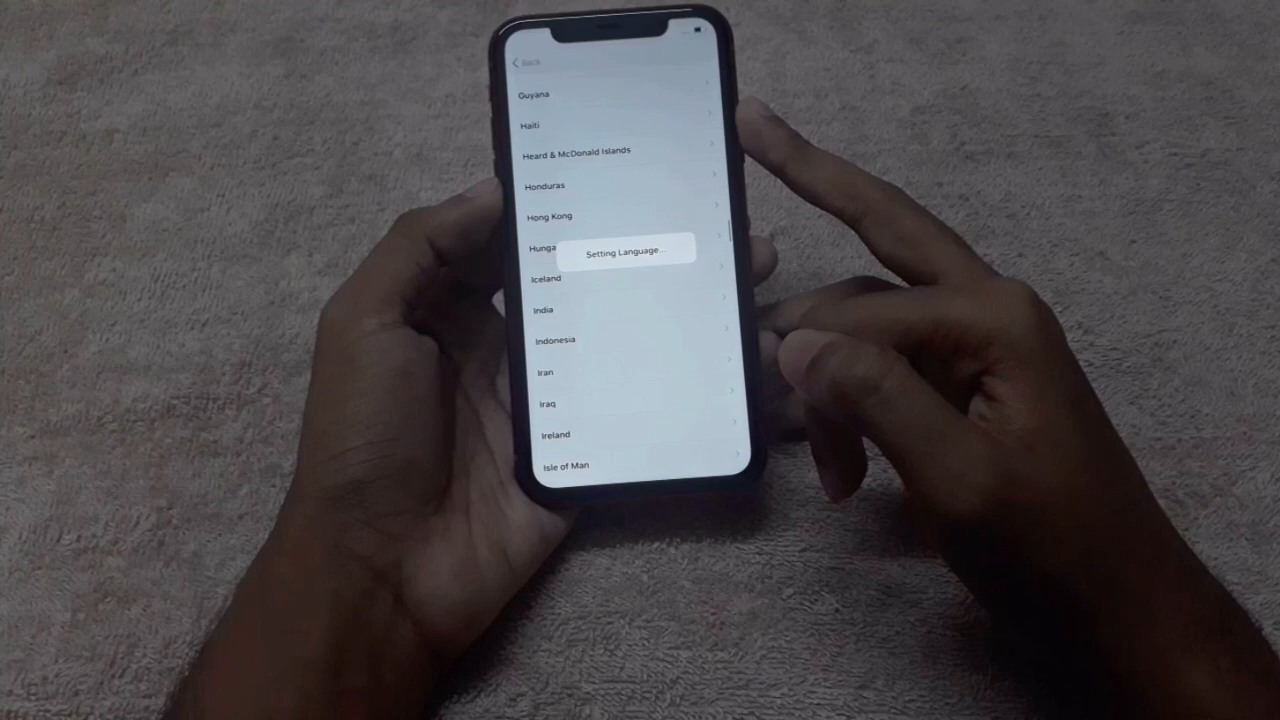 Back
Guyana
Haiti
Heard & McDonald Islands
Honduras
Hong Kong
Hunga
Setting Language...
Iceland
India
Indonesia
Iran
Iraq
Ireland
Isle of Man